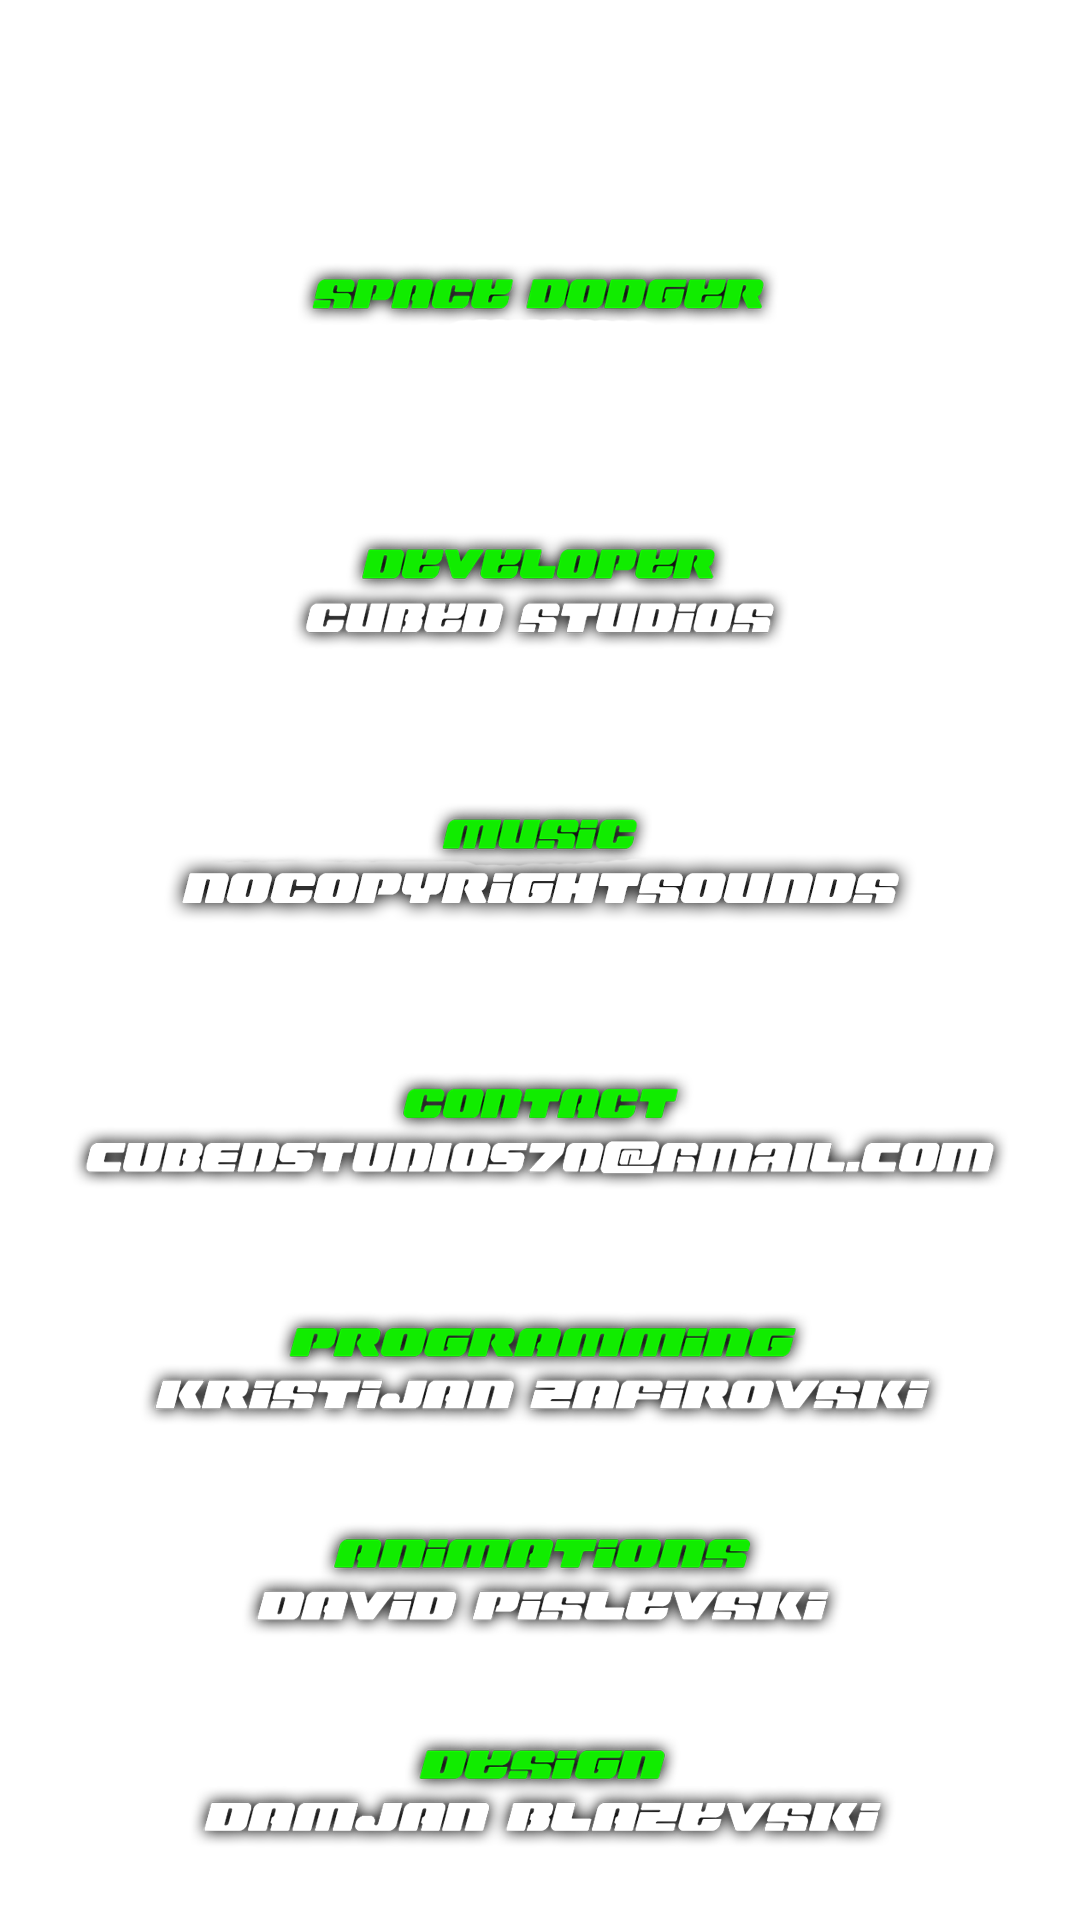 SPACE DODGER
DEVELOPER
CUBED STUDiOS
MUSiC
NOCOPYRiGHTSOUNDS
CONTACT
CUBEDSTUDIOS70@GMAIL.COM
PROGRAMMiNG
KRiSTiJAN ZAFiROVSKi
ANiMATiONS
DAViD PiSLEVSKi
DESiGN
DAMJAN BLAZEVSKi